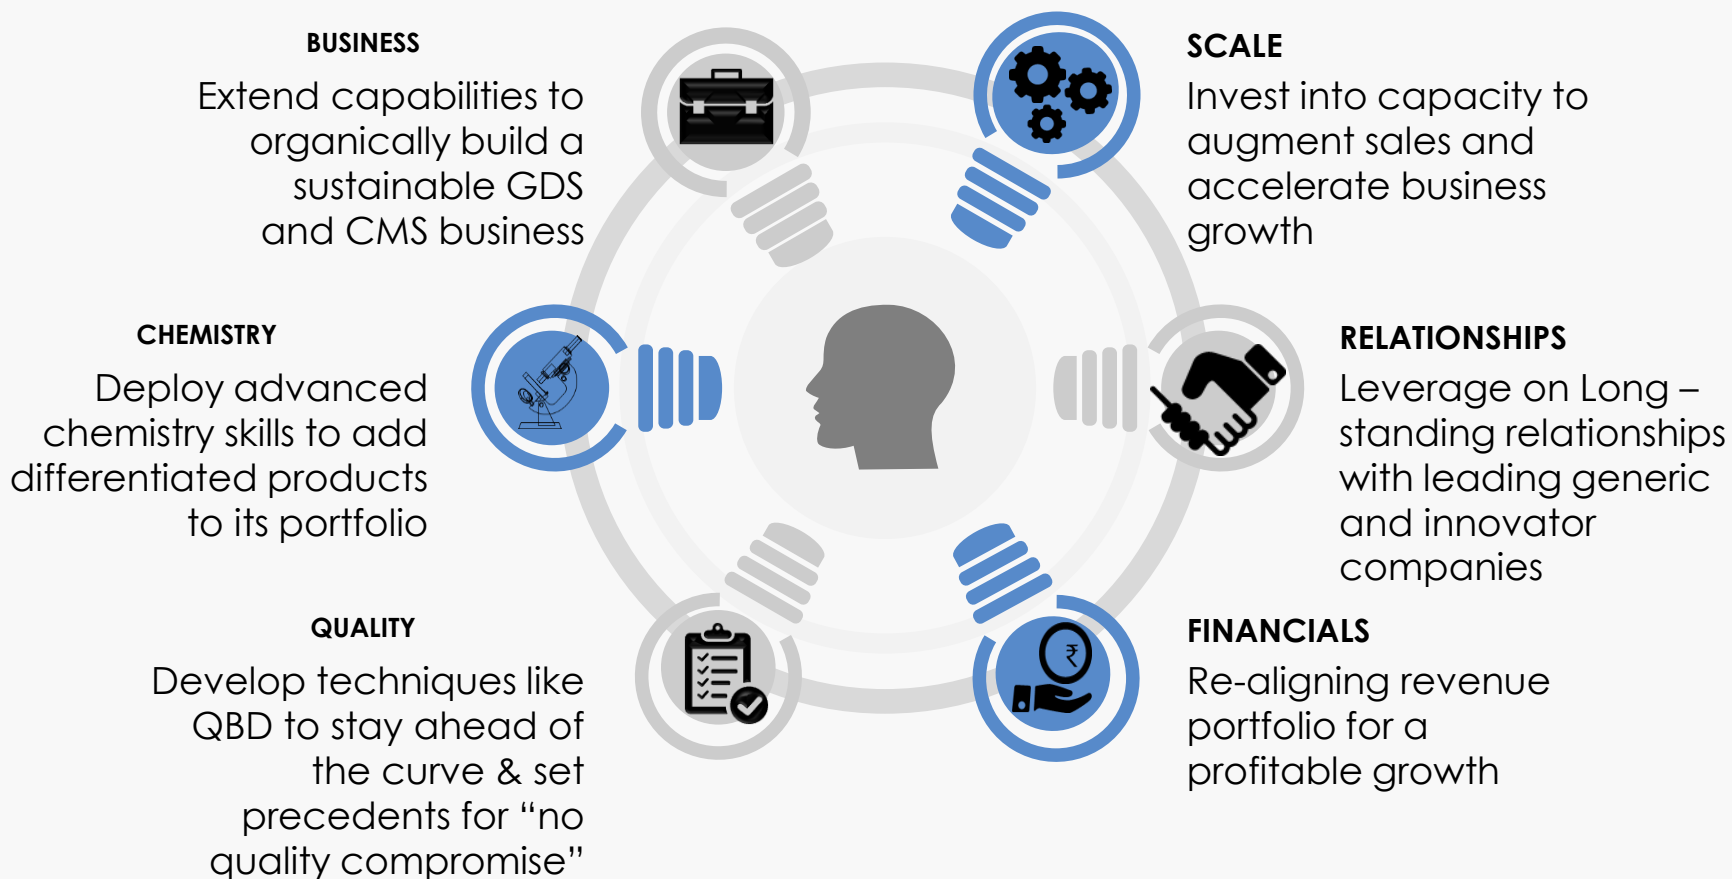 BUSINESS
Extend capabilities to
organically build a
sustainable GDS
and CMS business
CHEMISTRY
Deploy advanced
chemistry skills to add
differentiated products
to its portfolio
QUALITY
Develop techniques like
QBD to stay ahead of
the curve & set
precedents for “no
quality compromise”
SCALE
Invest into capacity to
augment sales and
accelerate business
growth
RELATIONSHIPS
Leverage on Long –
standing relationships
with leading generic
and innovator
companies
₹
FINANCIALS
Re-aligning revenue
portfolio for a
profitable growth